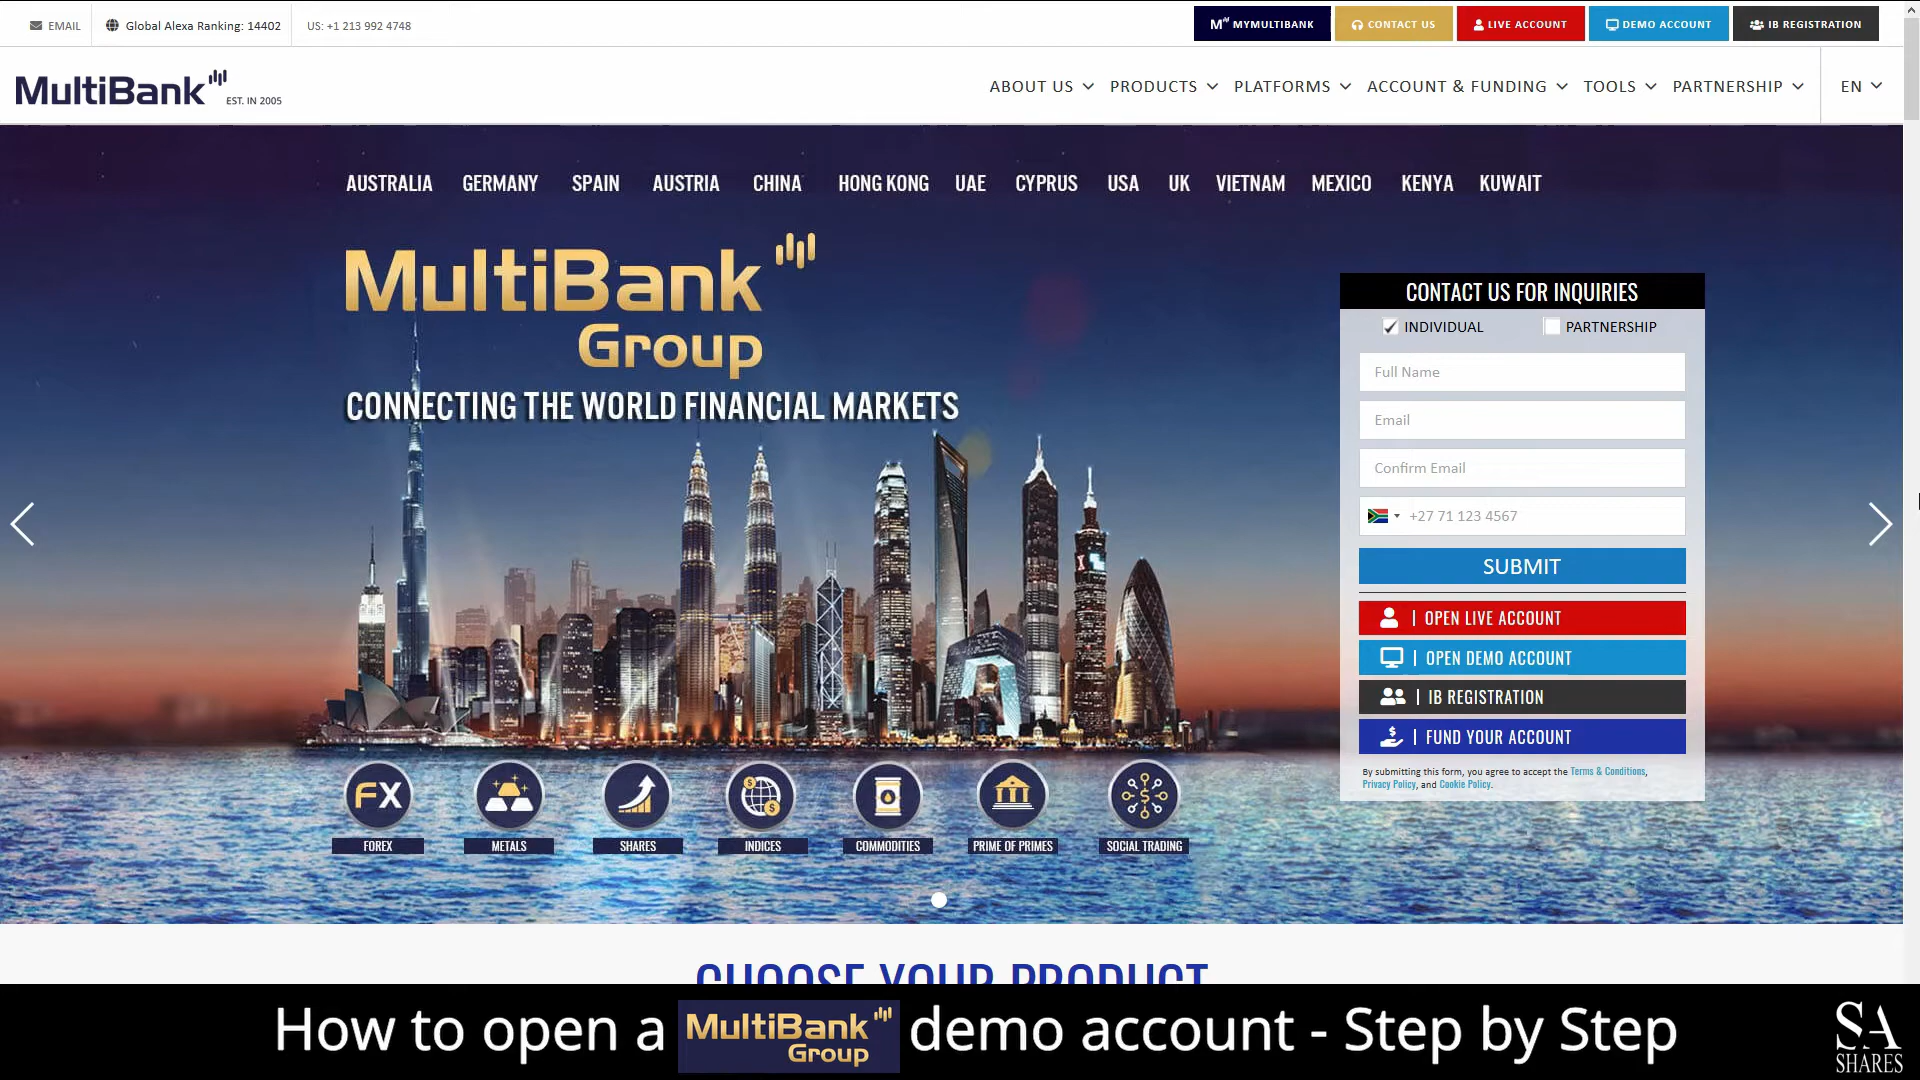 EMAIL
Global Alexa Ranking: 14402
US: +1 213 992 4748
MYMULTIBANK
CONTACT US
LIVE ACCOUNT
DEMO ACCOUNT
IB REGISTRATION
MultiBank
EST. IN 2005
ABOUT US
PRODUCTS
PLATFORMS
ACCOUNT & FUNDING
TOOLS
PARTNERSHIP
EN
AUSTRALIA GERMANY SPAIN AUSTRIA CHINA HONG KONG UAE CYPRUS USA UK VIETNAM MEXICO KENYA KUWAIT
MultiBank
Group
CONNECTING THE WORLD FINANCIAL MARKETS
CONTACT US FOR INQUIRIES
INDIVIDUAL
PARTNERSHIP
Full Name
Email
Confirm Email
+27 71 123 4567
SUBMIT
OPEN LIVE ACCOUNT
OPEN DEMO ACCOUNT
IB REGISTRATION
FUND YOUR ACCOUNT
By submitting this form, you agree to accept the Terms & Conditions,
Privacy Policy, and Cookie Policy.
FX
FOREX
METALS
SHARES
INDICES
COMMODITIES
PRIME OF PRIMES
SOCIAL TRADING
CHOOSE YOUR PRODUCT
How to open a MultiBank Group demo account - Step by Step
SA
SHARES